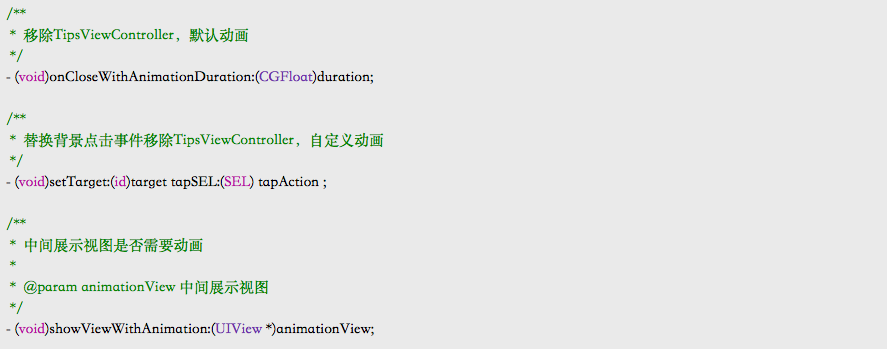 /**
 * 移除TipsViewController，默认动画
 */
- (void)onCloseWithAnimationDuration:(CGFloat)duration;
/**
 * 替换背景点击事件移除TipsViewController，自定义动画
 */
- (void)setTarget:(id)target tapSEL:(SEL) tapAction ;
/**
 * 中间展示视图是否需要动画
 *
 * @param animationView 中间展示视图
 */
- (void)showViewWithAnimation:(UIView *)animationView;